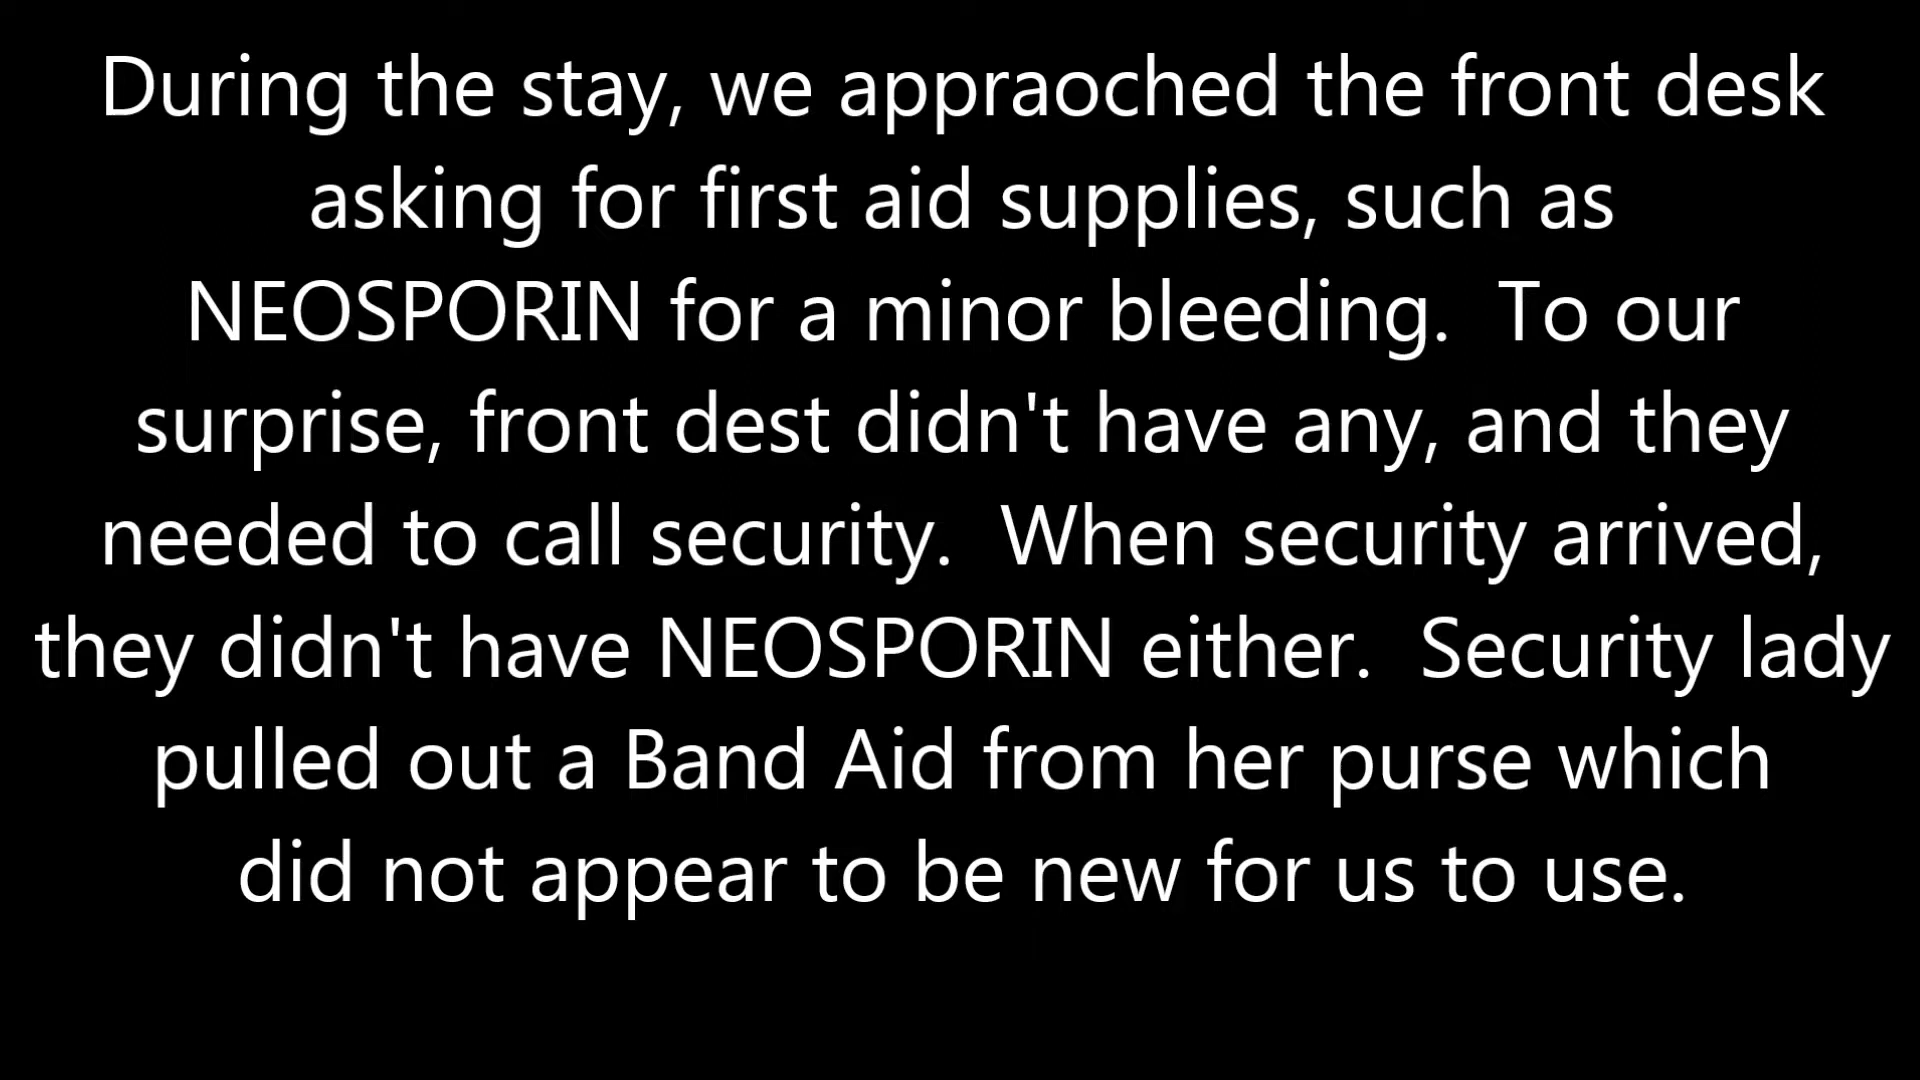 During the stay, we appraoched the front desk
asking for first aid supplies, such as
NEOSPORIN for a minor bleeding.  To our
surprise, front dest didn't have any, and they
needed to call security.  When security arrived,
they didn't have NEOSPORIN either.  Security lady
pulled out a Band Aid from her purse which
did not appear to be new for us to use.